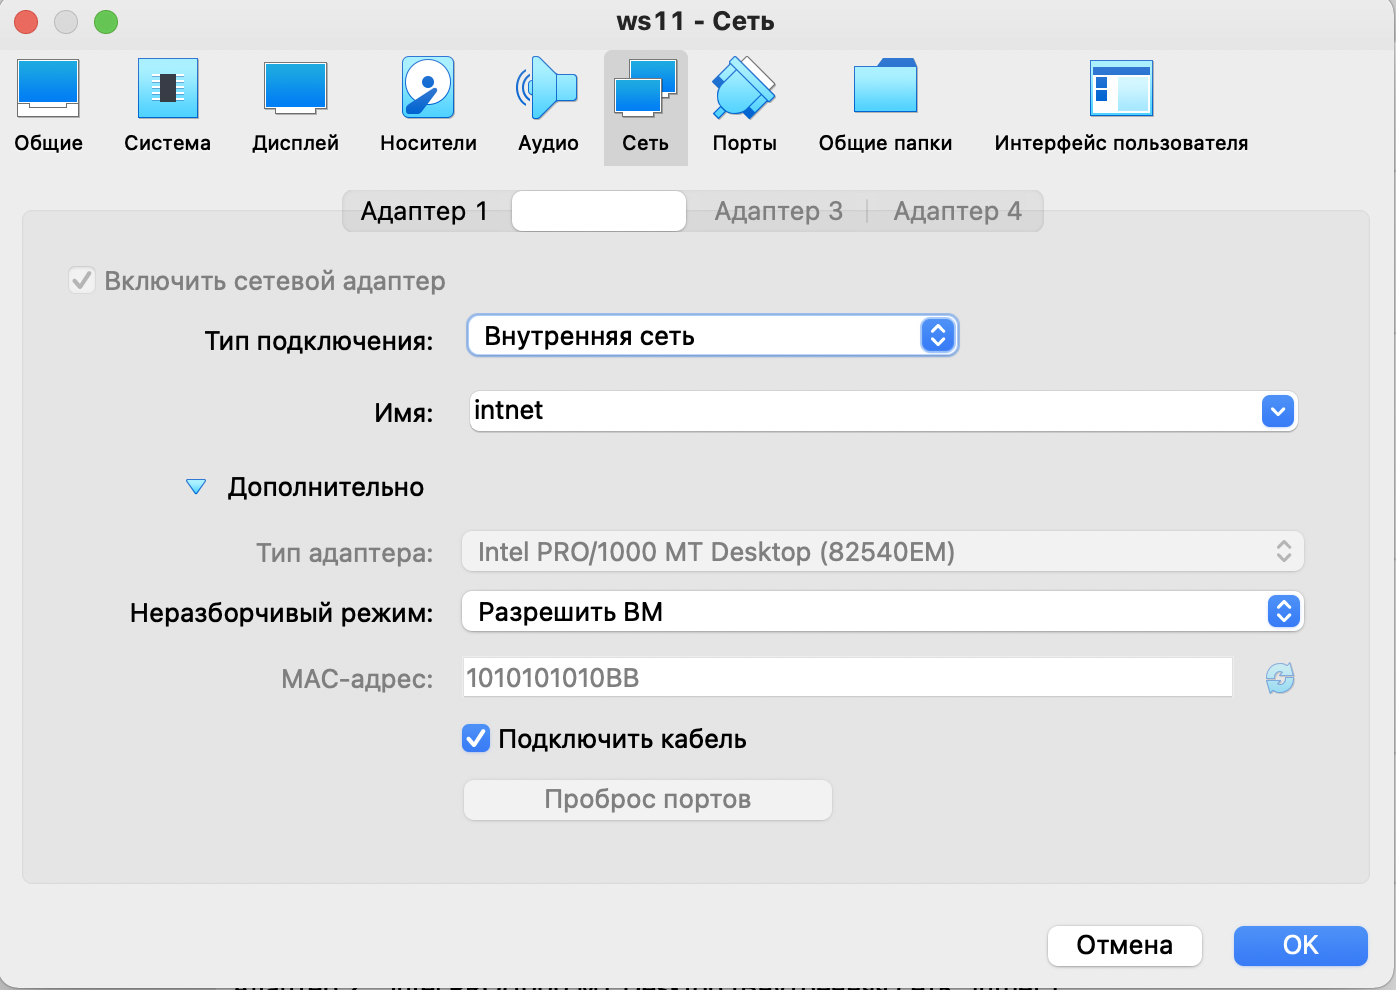 ws11 - Сеть
Общие Система Дисплей Носители Аудио Сеть Порты Общие папки Интерфейс пользователя
Адаптер 1 Адаптер 3 Адаптер 4
Включить сетевой адаптер
Тип подключения: Внутренняя сеть
Имя: intnet
Дополнительно
Тип адаптера: Intel PRO/1000 MT Desktop (82540EM)
Неразборчивый режим: Разрешить ВМ
MAC-адрес: 1010101010BB
Подключить кабель
Проброс портов
Отмена OK